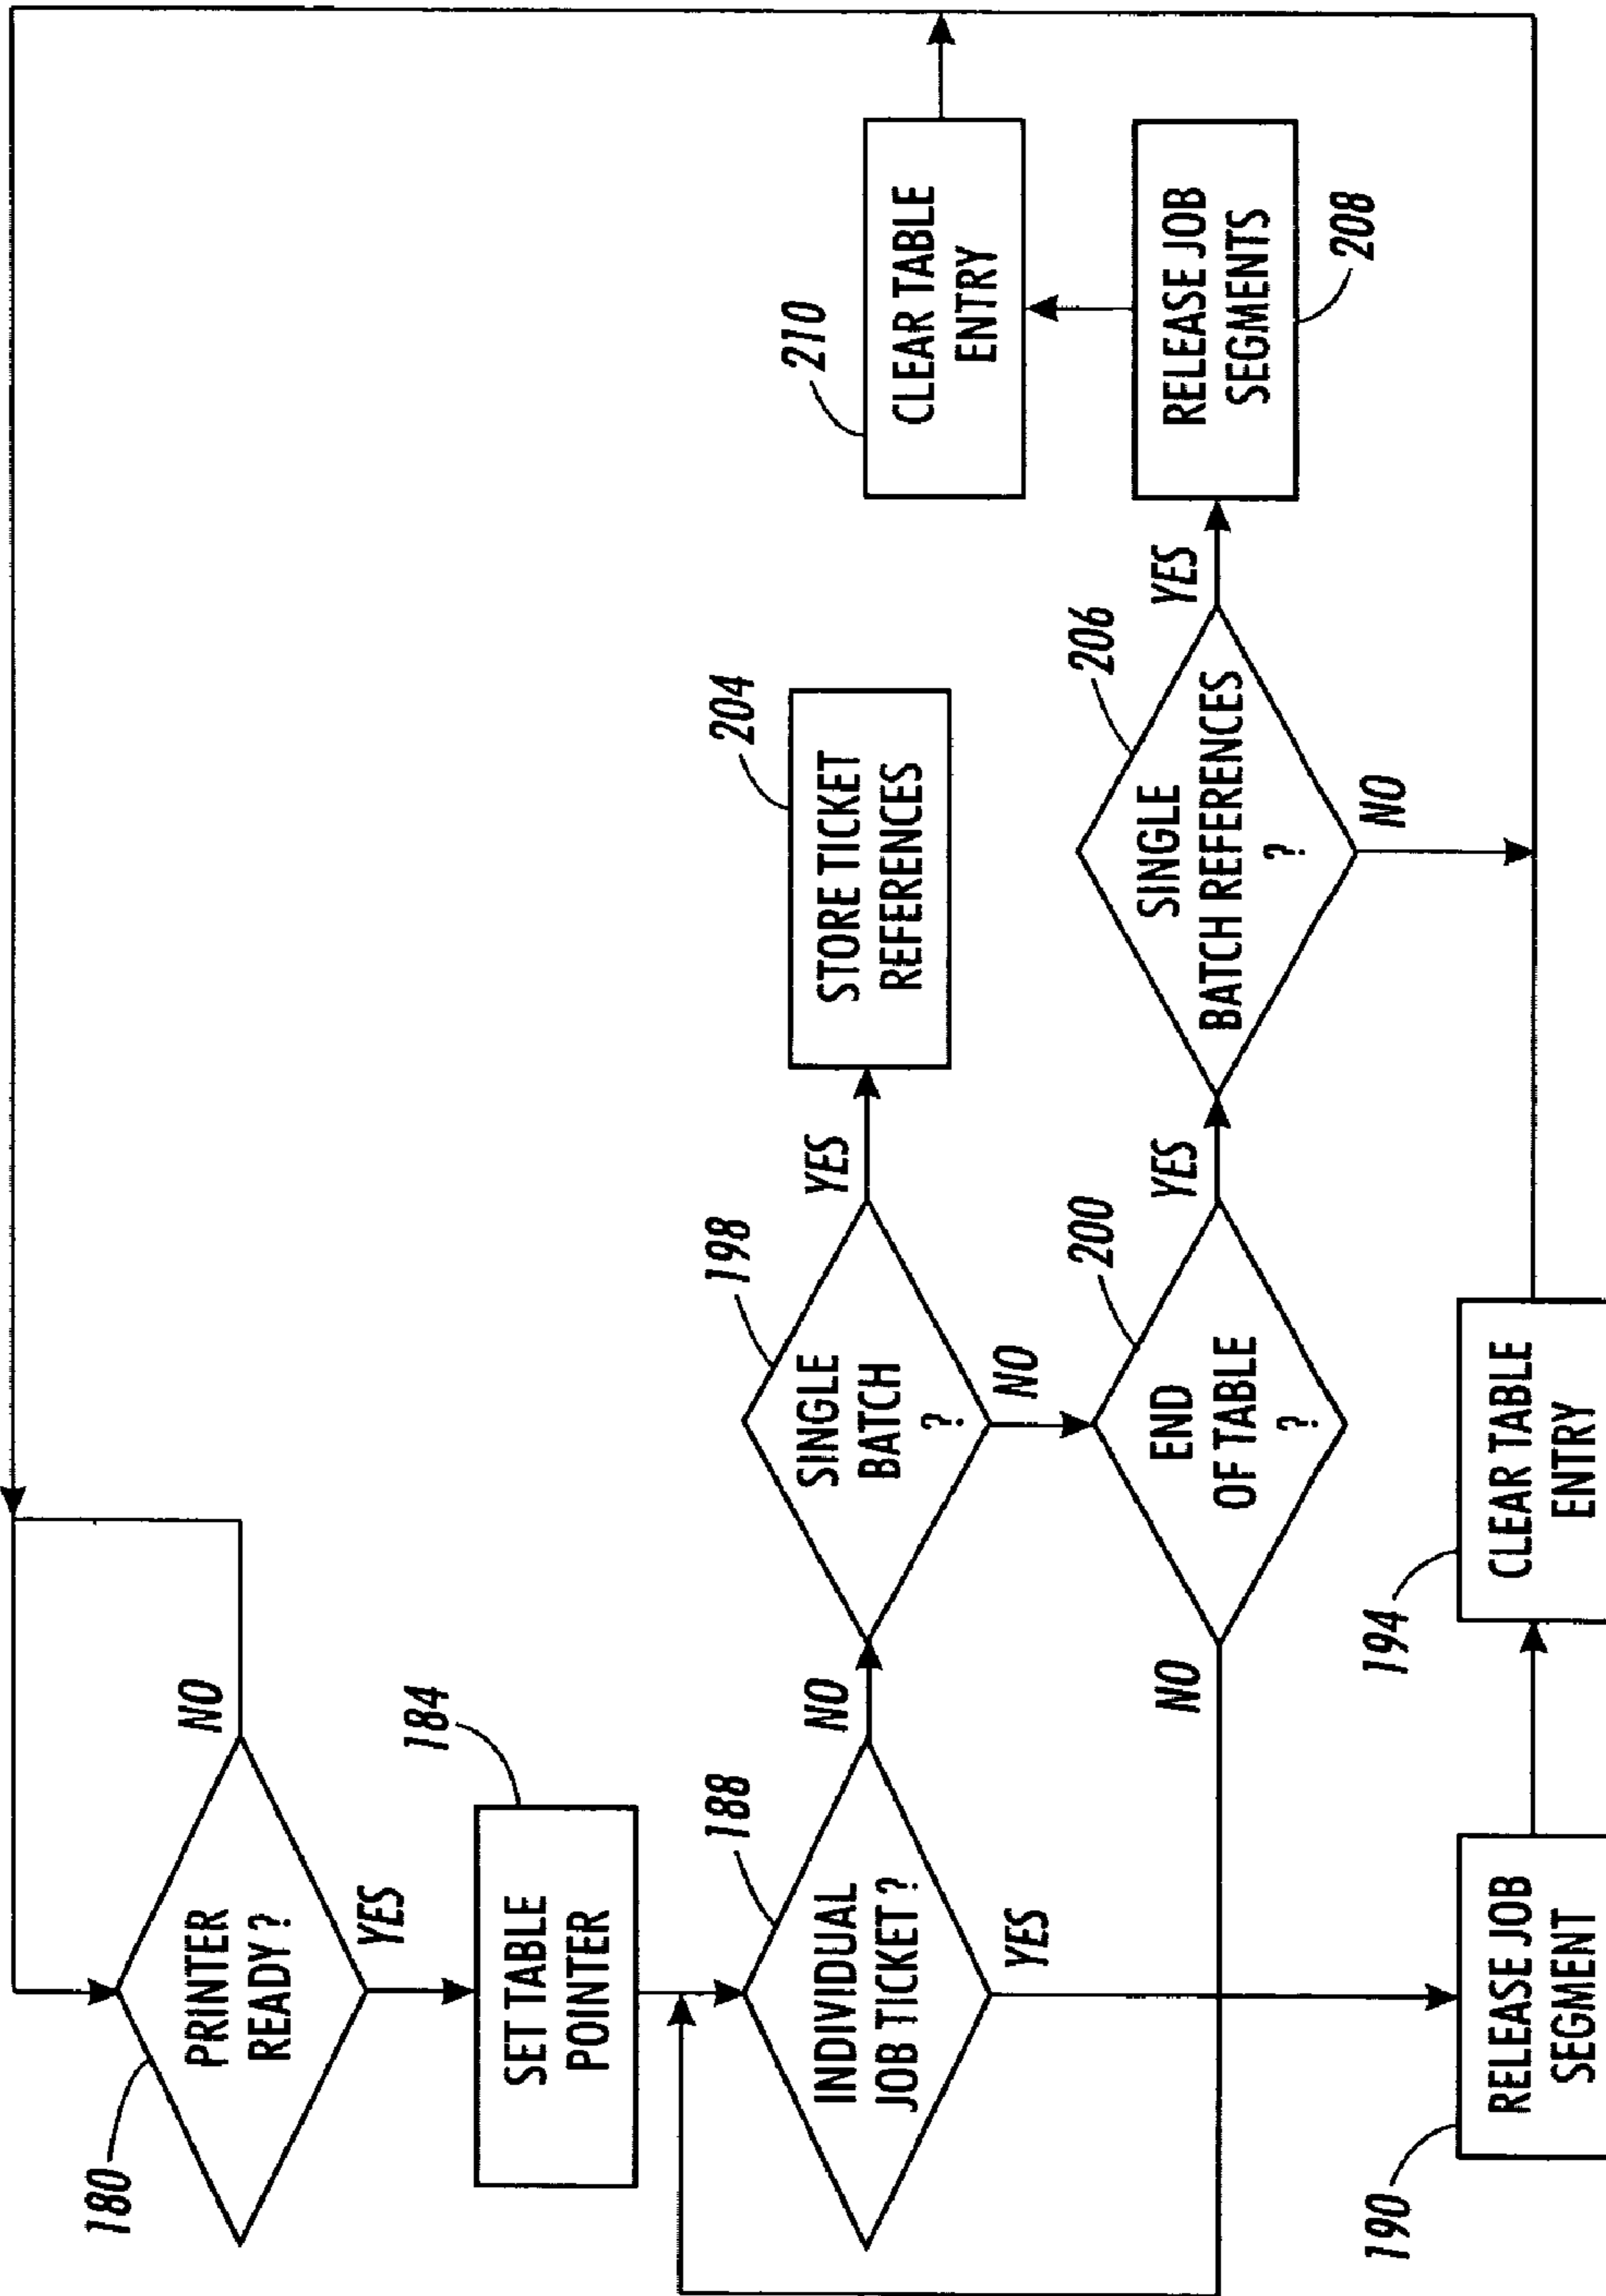 180
PRINTER
READY ?
NO
YES
184
SET TABLE
POINTER
188
INDIVIDUAL
JOB TICKET ?
NO
YES
198
SINGLE
BATCH
?
YES
NO
204
STORE TICKET
REFERENCES
200
END
OF TABLE
?
NO
YES
206
SINGLE
BATCH REFERENCES
?
YES
NO
210
CLEAR TABLE
ENTRY
RELEASE JOB
SEGMENTS
208
190
RELEASE JOB
SEGMENT
194
CLEAR TABLE
ENTRY